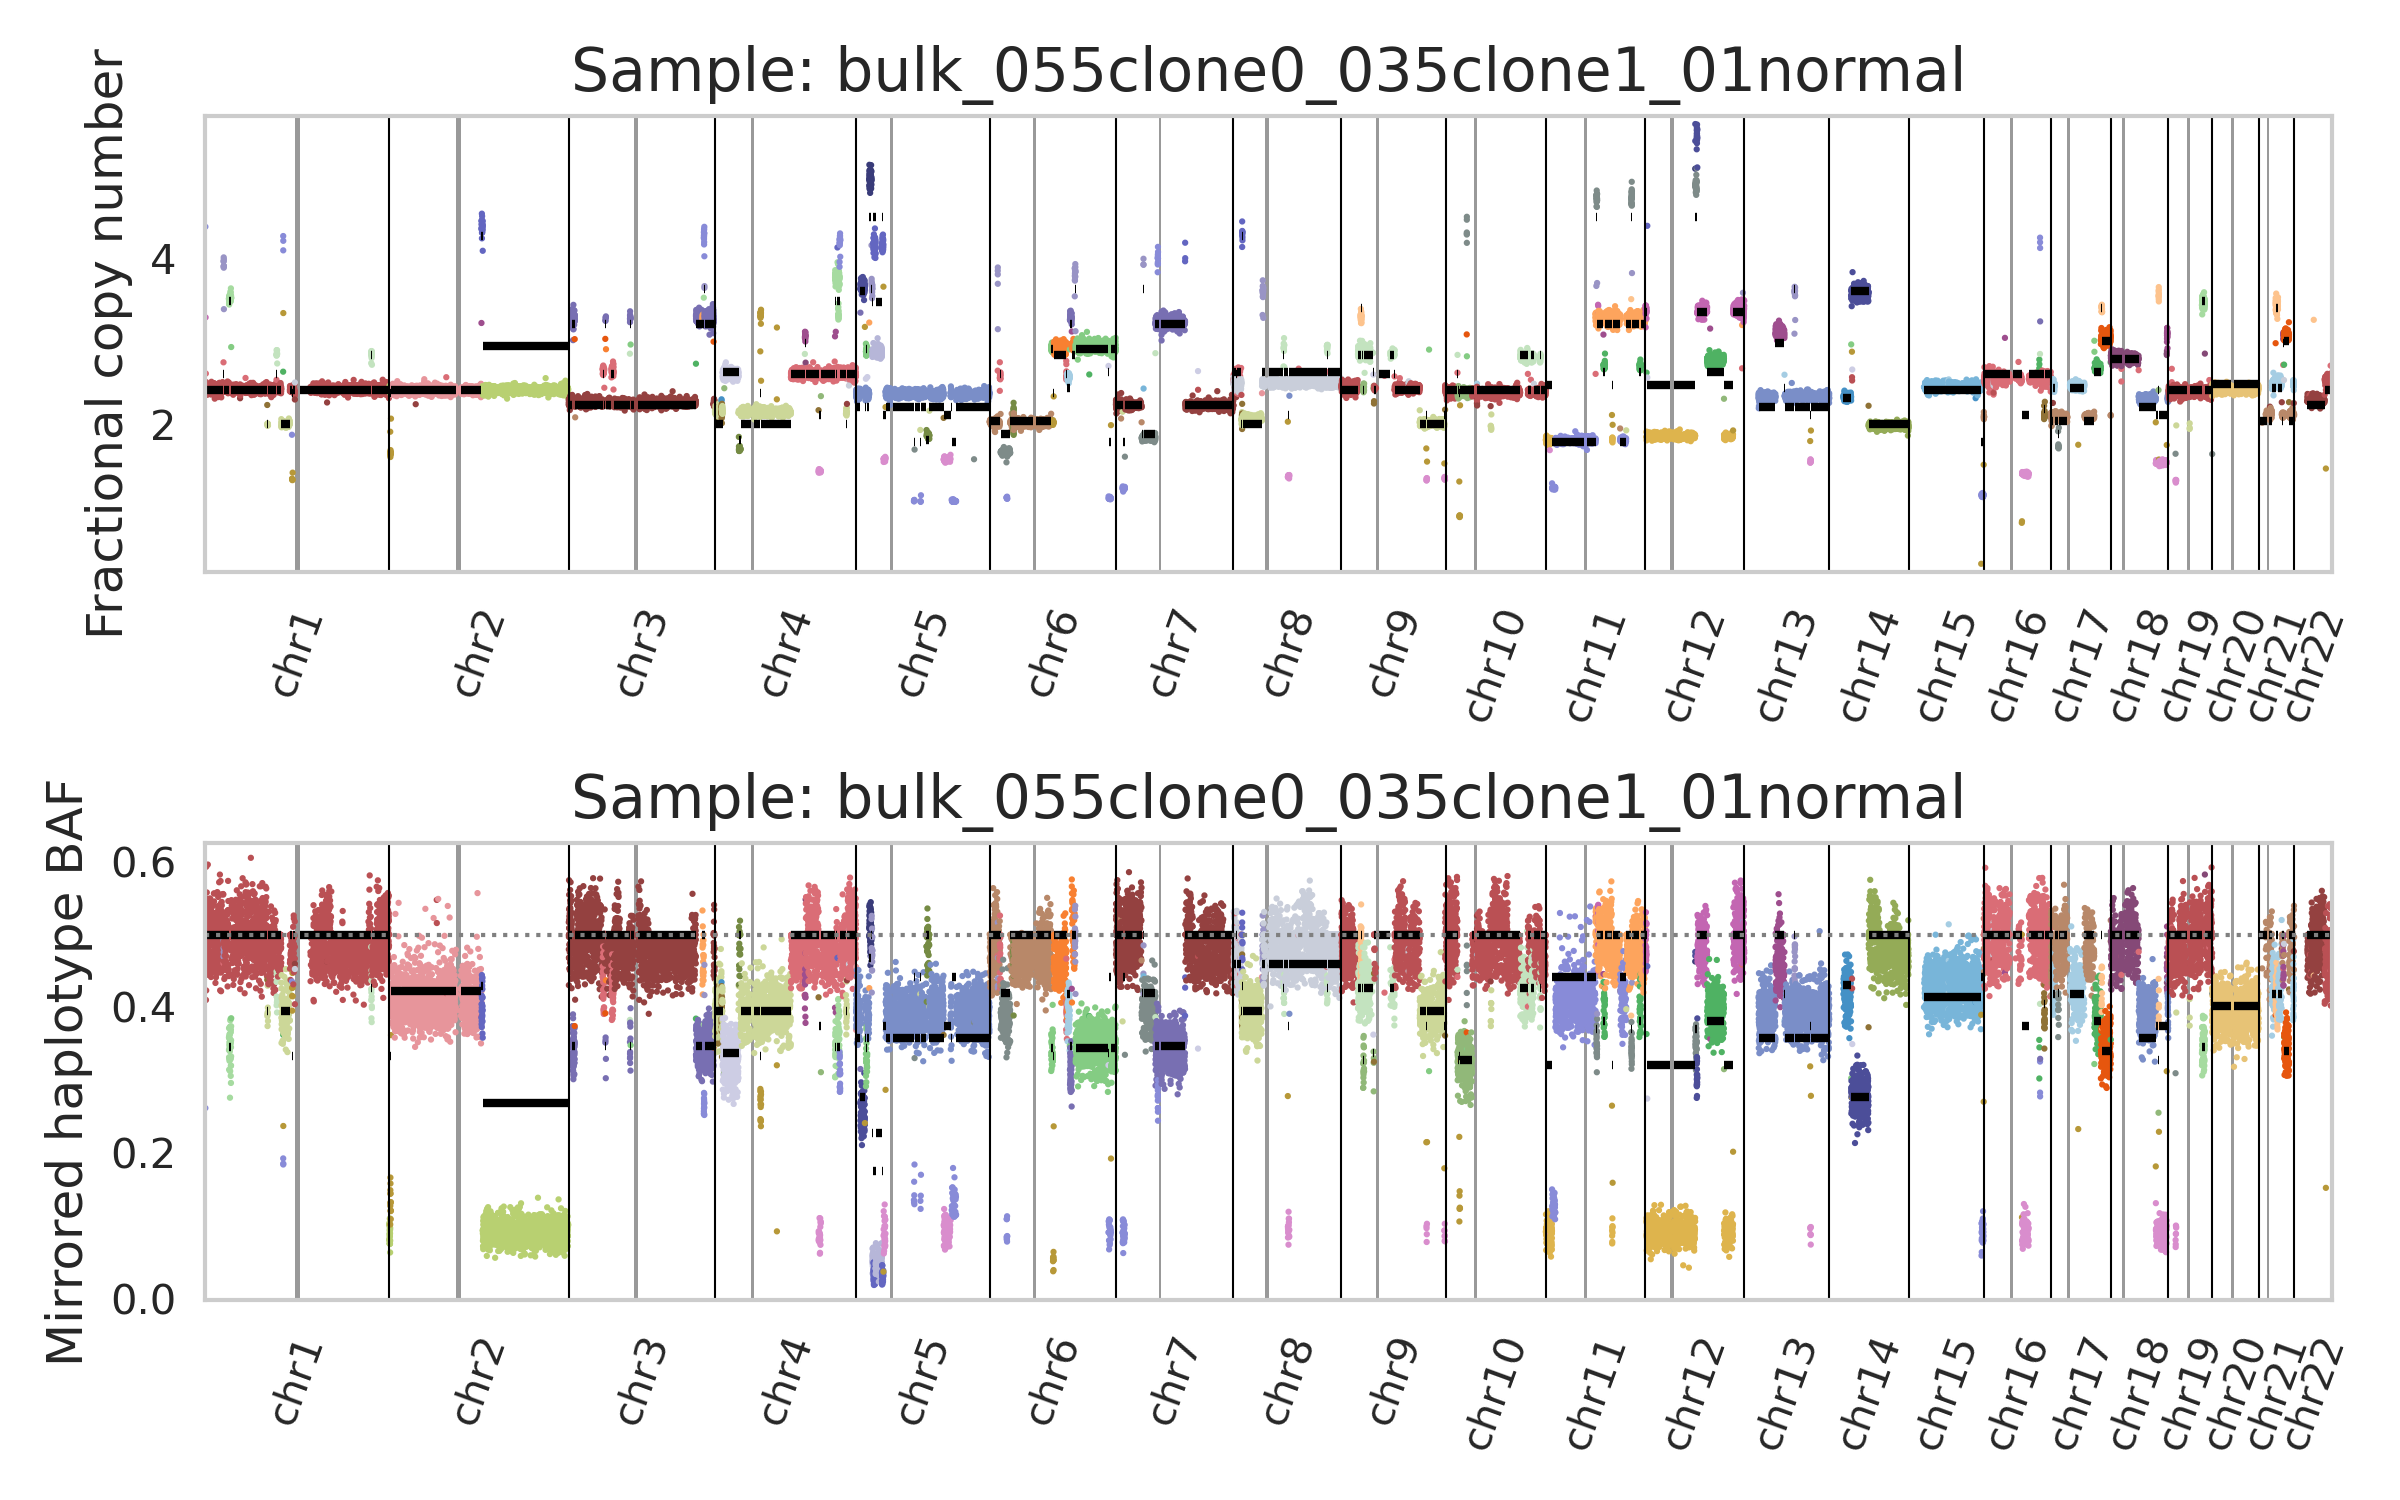 Sample: bulk_055clone0_035clone1_01normal
Fractional copy number
4
2
chr1
chr2
chr3
chr4
chr5
chr6
chr7
chr8
chr9
chr10
chr11
chr12
chr13
chr14
chr15
chr16
chr17
chr18
chr19
chr20
chr21
chr22
Sample: bulk_055clone0_035clone1_01normal
Mirrored haplotype BAF
0.6
0.4
0.2
0.0
chr1
chr2
chr3
chr4
chr5
chr6
chr7
chr8
chr9
chr10
chr11
chr12
chr13
chr14
chr15
chr16
chr17
chr18
chr19
chr20
chr21
chr22